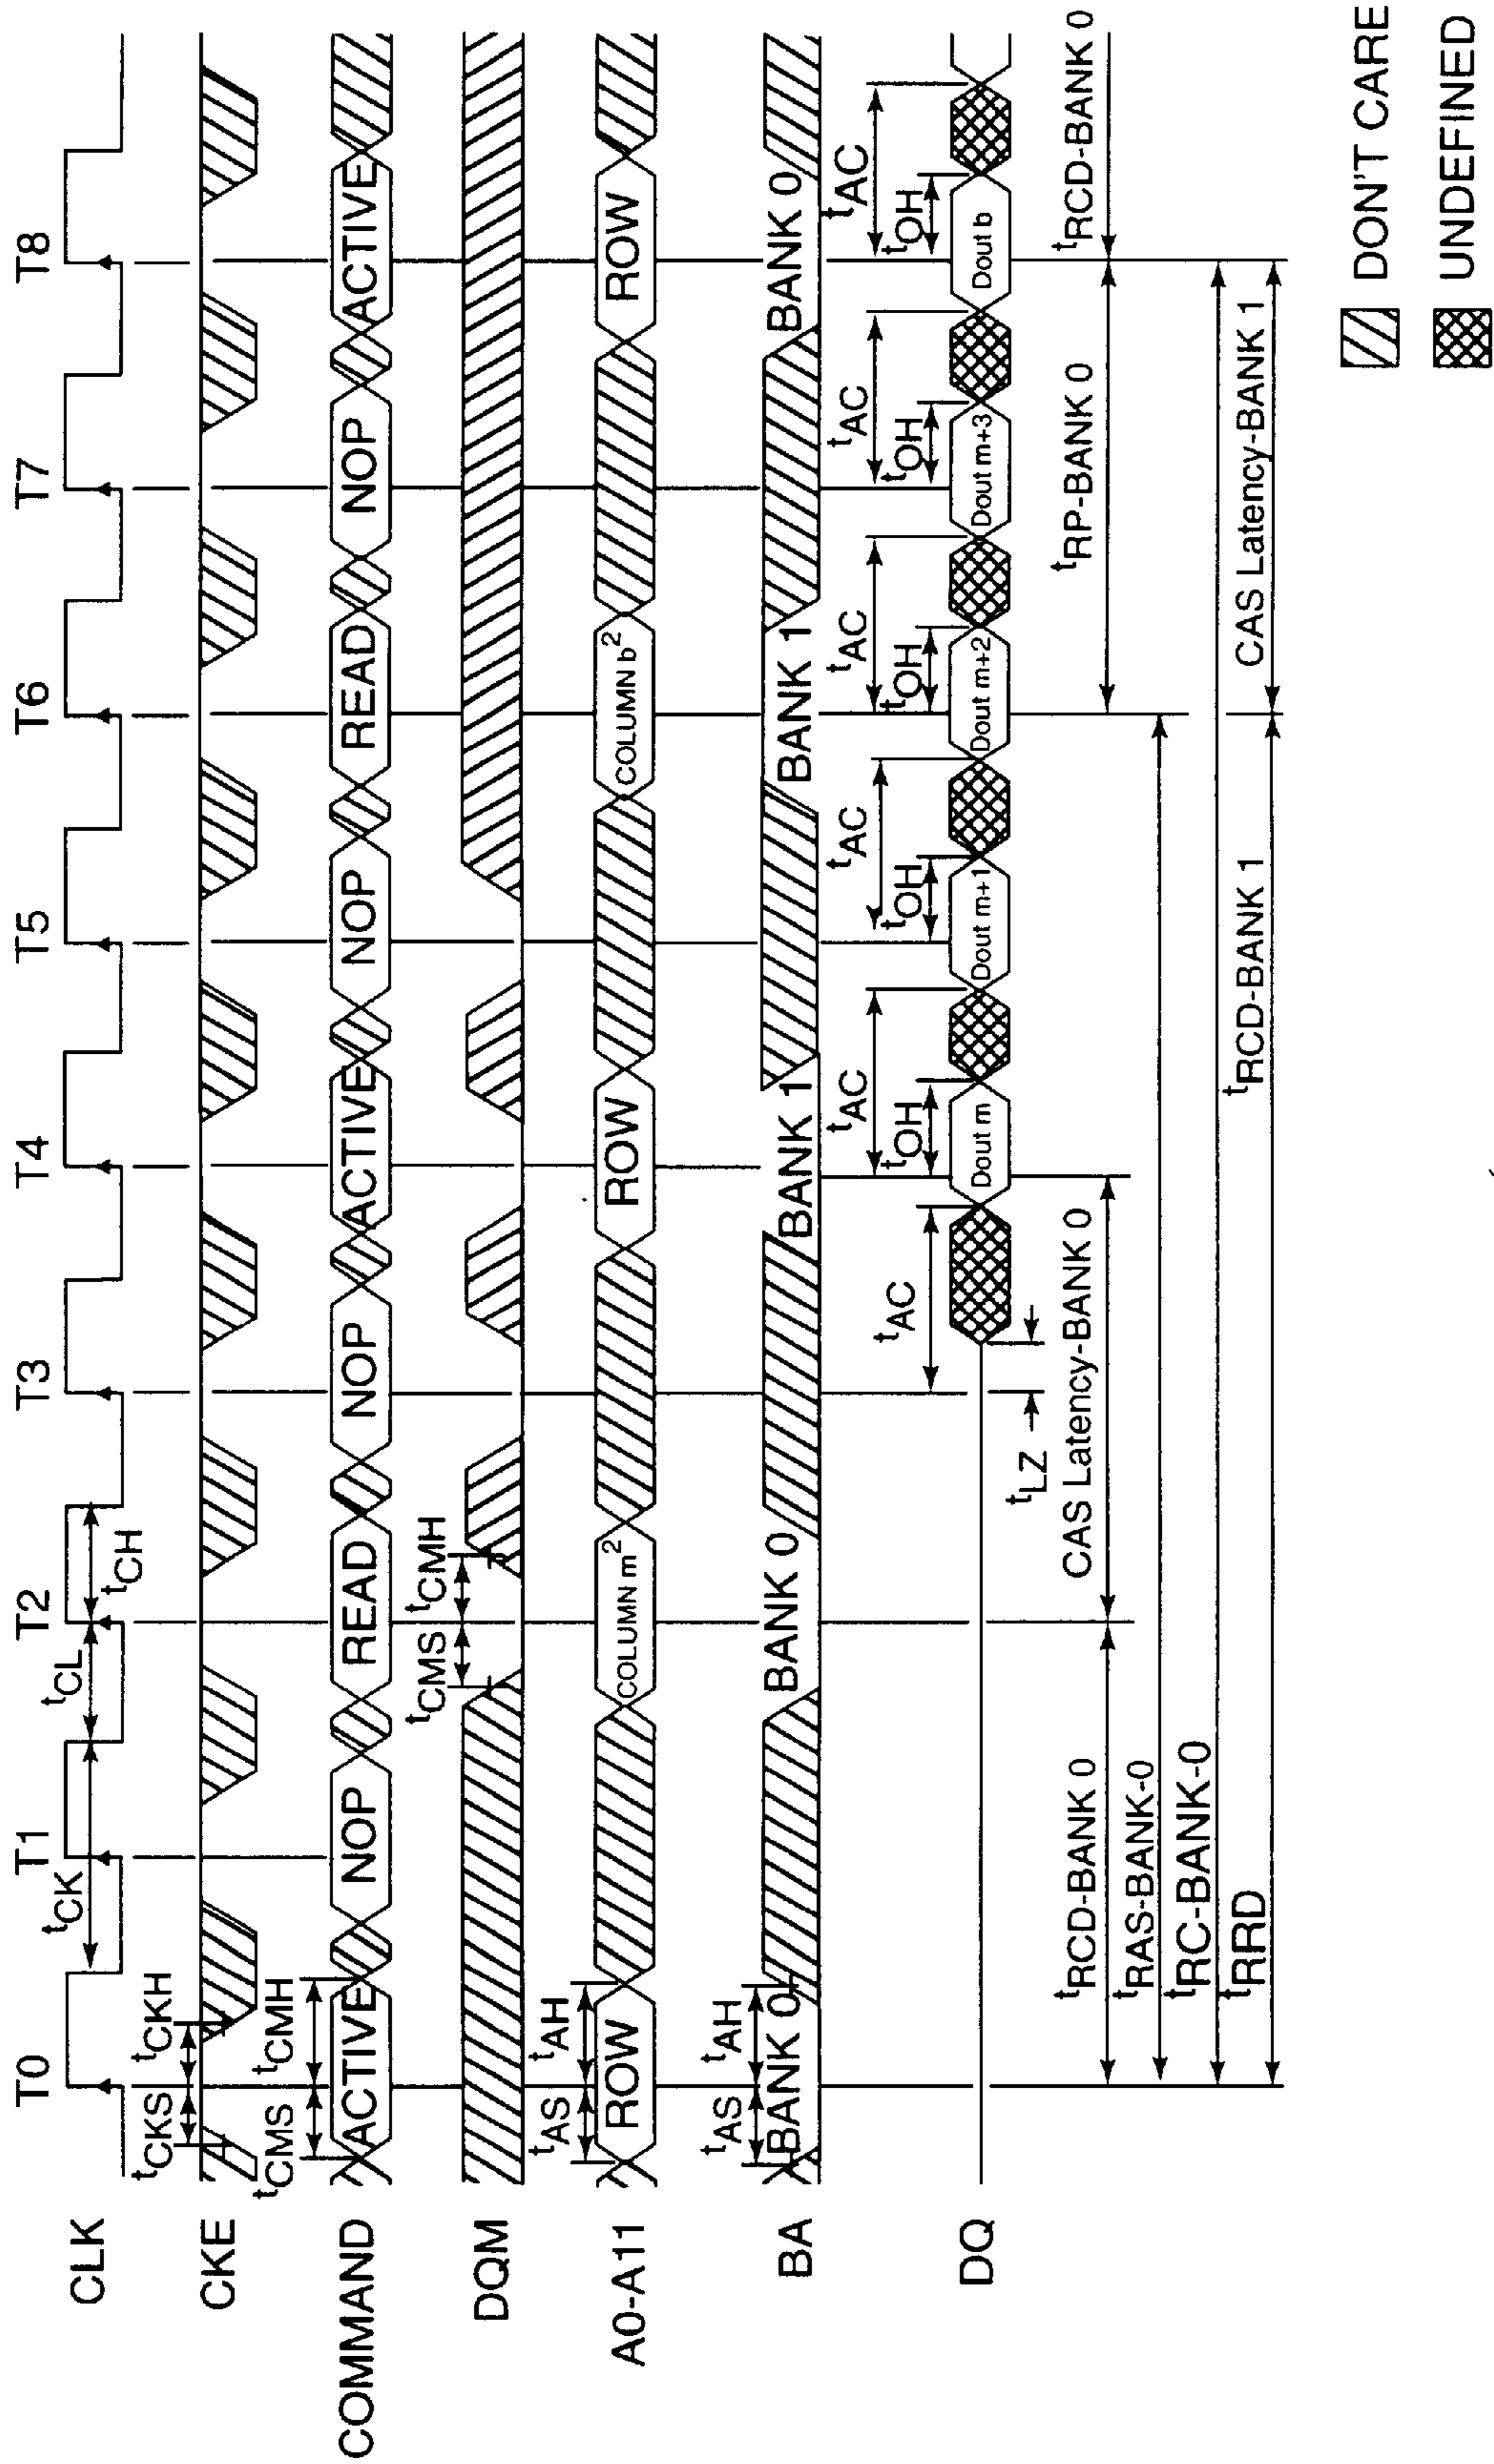 T0 T1 T2 T3 T4 T5 T6 T7 T8
CLK
tCK tCL tCH
tCKS tCKH
CKE
tCMS tCMH
COMMAND ACTIVE NOP READ NOP ACTIVE NOP READ NOP ACTIVE
tCMS tCMH
DQM
tAS tAH
A0-A11 ROW COLUMN m2 ROW COLUMN b2 ROW
tAS tAH
BA BANK 0 BANK 0 BANK 1 BANK 1 BANK 0
tAC tAC tAC tAC tAC tAC
tOH tOH tOH tOH tOH
DQ Dout m Dout m+1 Dout m+2 Dout m+3 Dout b
tLZ
tRCD-BANK 0 CAS Latency-BANK 0 tRP-BANK 0 tRCD-BANK 0
tRAS-BANK-0
tRC-BANK-0
tRRD tRCD-BANK 1 CAS Latency-BANK 1
DON'T CARE
UNDEFINED